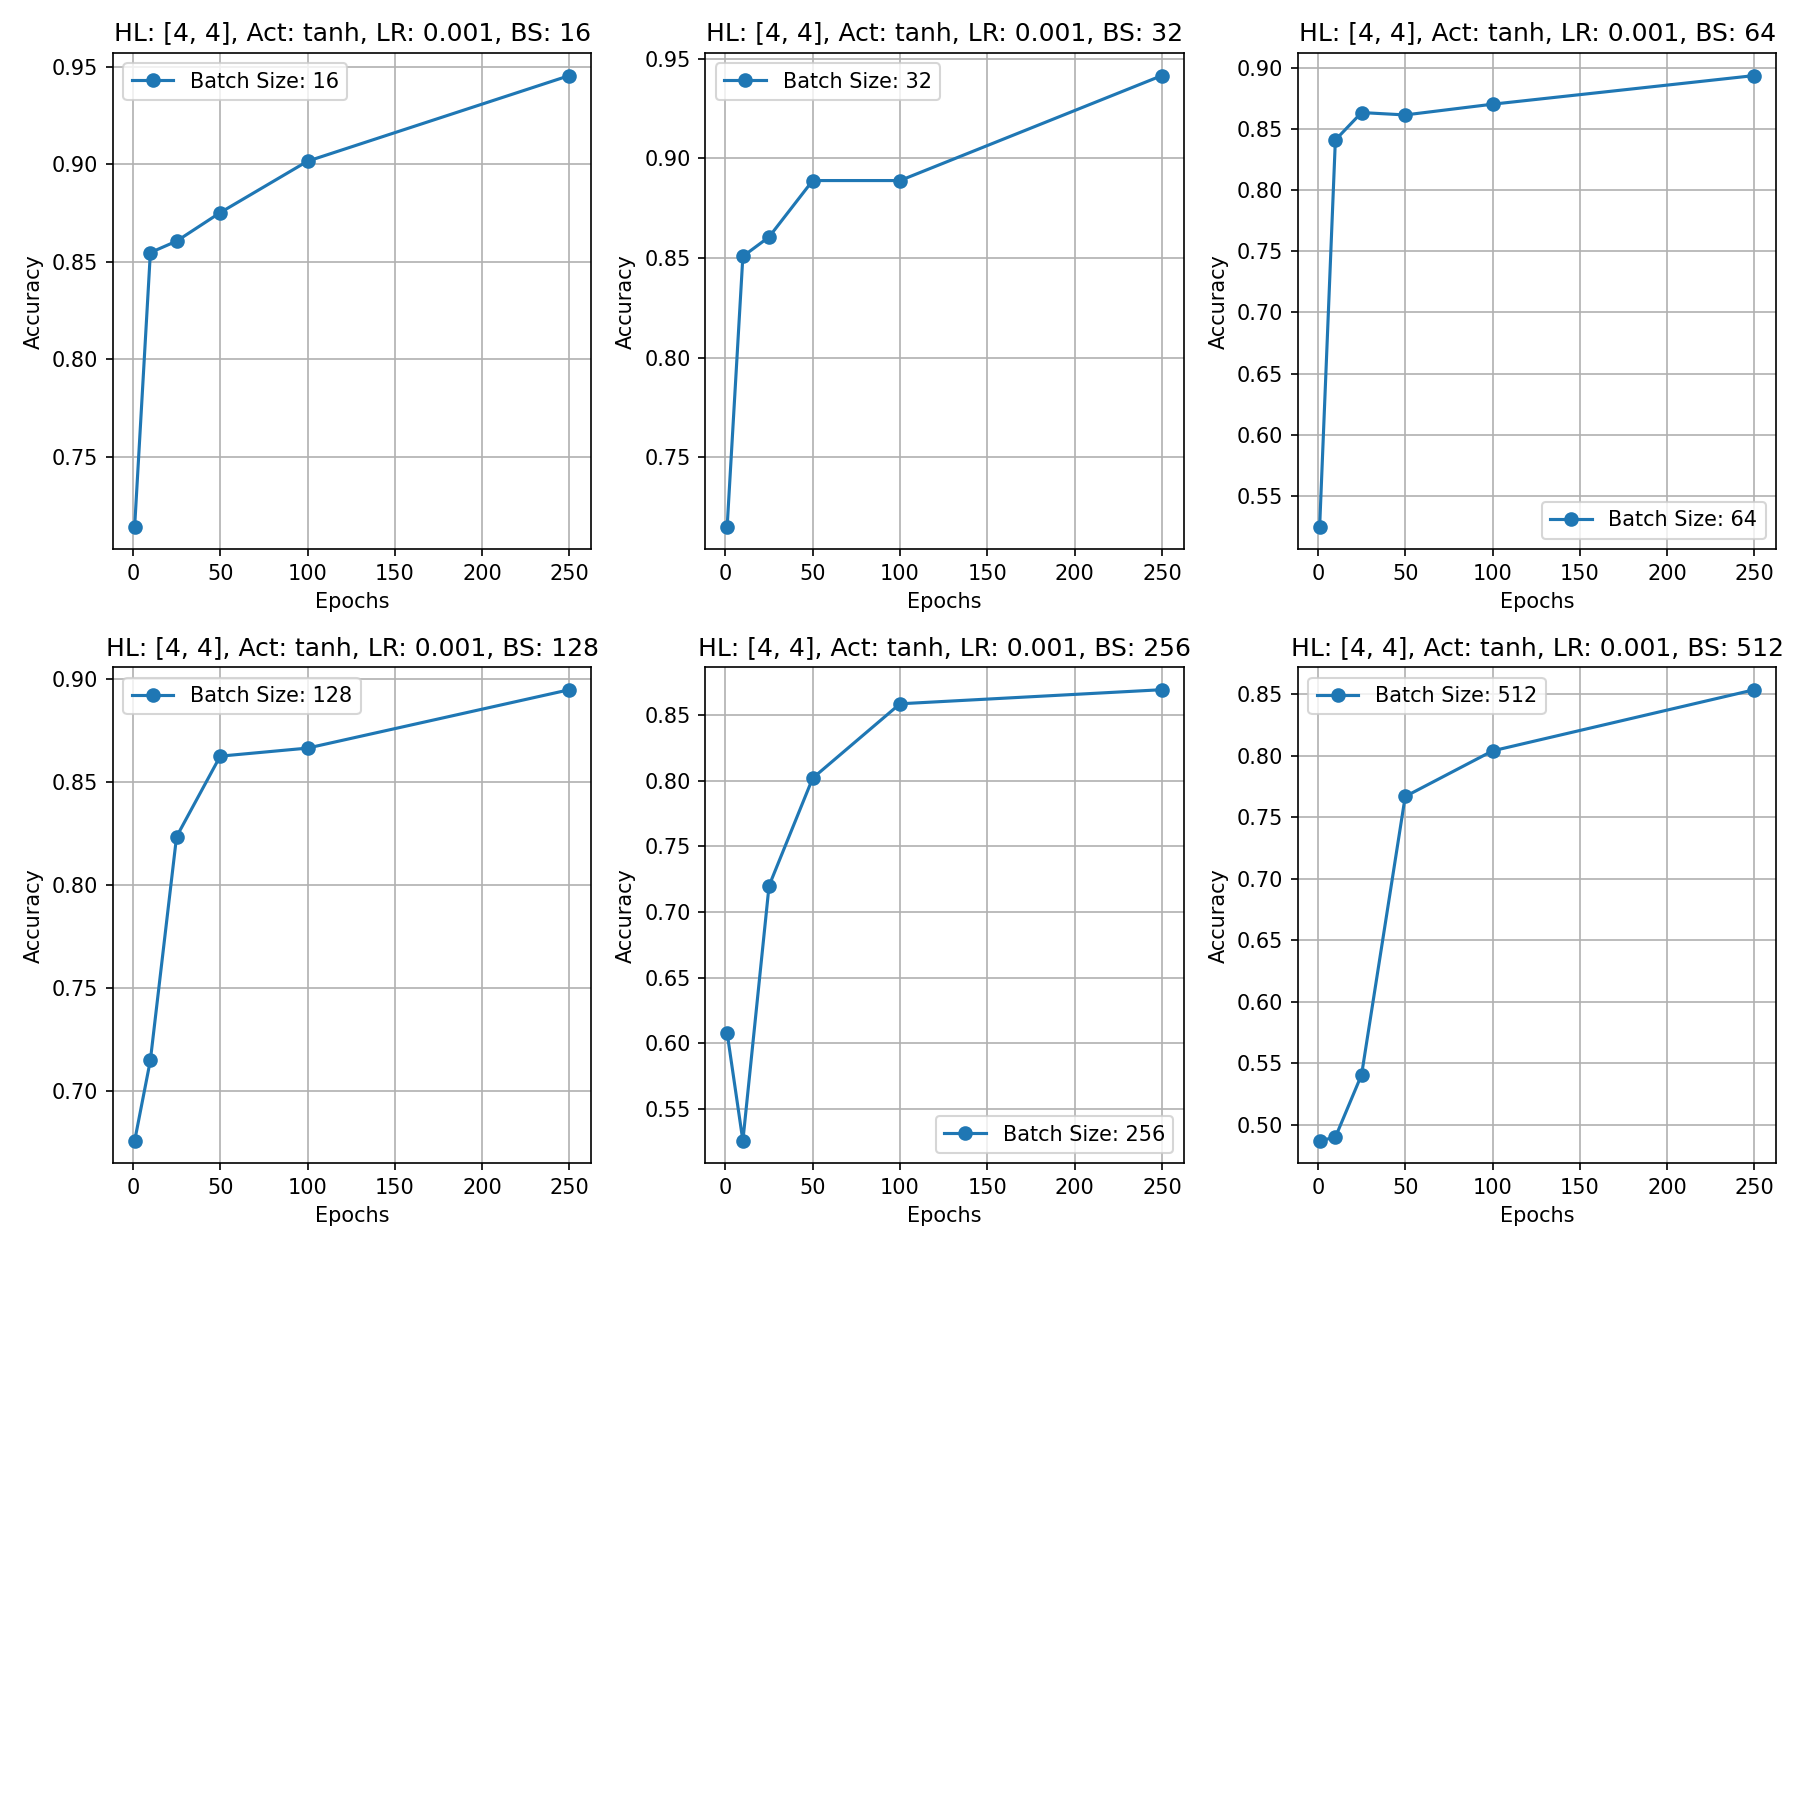 HL: [4, 4], Act: tanh, LR: 0.001, BS: 16
Batch Size: 16
Accuracy
0.95
0.90
0.85
0.80
0.75
0 50 100 150 200 250
Epochs
HL: [4, 4], Act: tanh, LR: 0.001, BS: 32
Batch Size: 32
Accuracy
0.95
0.90
0.85
0.80
0.75
0 50 100 150 200 250
Epochs
HL: [4, 4], Act: tanh, LR: 0.001, BS: 64
Accuracy
0.90
0.85
0.80
0.75
0.70
0.65
0.60
0.55
Batch Size: 64
0 50 100 150 200 250
Epochs
HL: [4, 4], Act: tanh, LR: 0.001, BS: 128
Batch Size: 128
Accuracy
0.90
0.85
0.80
0.75
0.70
0 50 100 150 200 250
Epochs
HL: [4, 4], Act: tanh, LR: 0.001, BS: 256
Accuracy
0.85
0.80
0.75
0.70
0.65
0.60
0.55
Batch Size: 256
0 50 100 150 200 250
Epochs
HL: [4, 4], Act: tanh, LR: 0.001, BS: 512
Batch Size: 512
Accuracy
0.85
0.80
0.75
0.70
0.65
0.60
0.55
0.50
0 50 100 150 200 250
Epochs